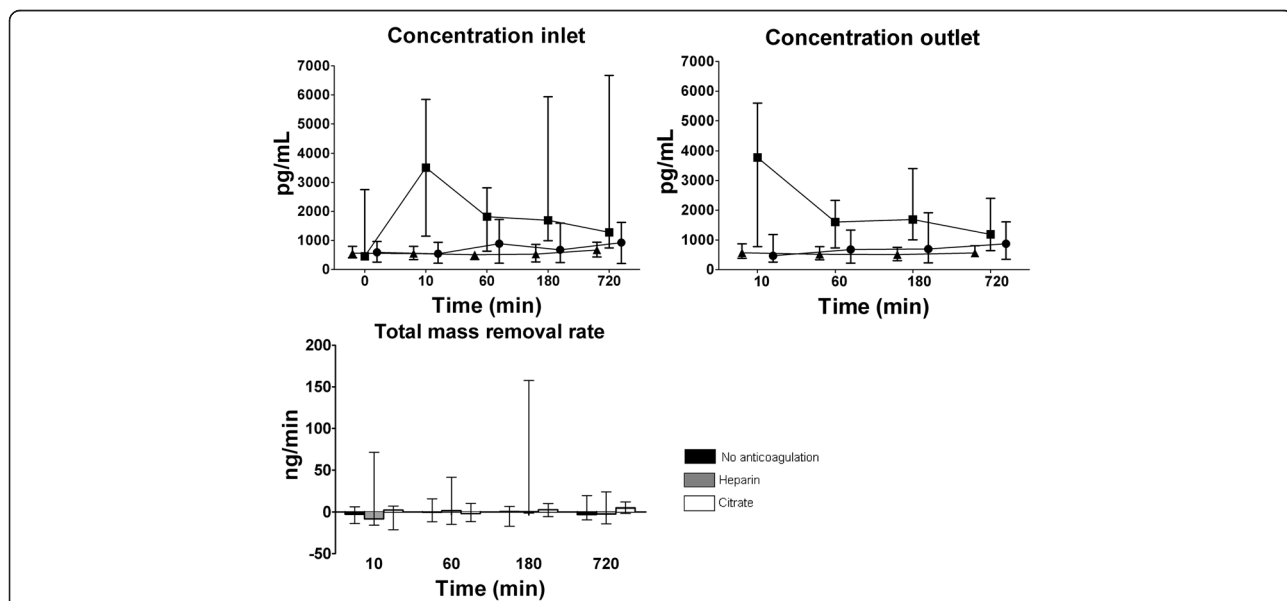 Concentration inlet
7000
6000
5000
4000
3000
2000
1000
0
pg/mL
0 10 60 180 720
Time (min)
Concentration outlet
7000
6000
5000
4000
3000
2000
1000
0
pg/mL
10 60 180 720
Time (min)
Total mass removal rate
200
150
100
50
0
-50
ng/min
10 60 180 720
Time (min)
No anticoagulation
Heparin
Citrate